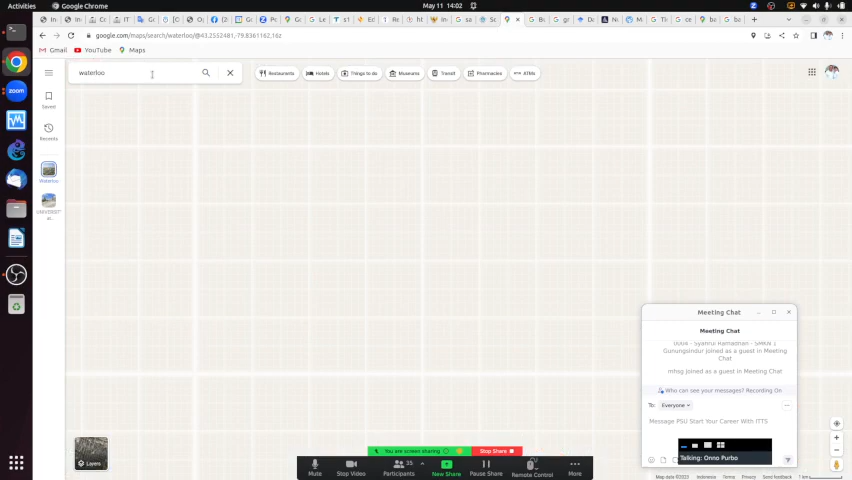 Activities
Google Chrome
May 11 14:02
google.com/maps/search/waterloo/@43.2552481,-79.8361162,16z
Gmail
YouTube
Maps
waterloo
Restaurants
Hotels
Things to do
Museums
Transit
Pharmacies
ATMs
Saved
Recents
Waterloo
zoom
Meeting Chat
Meeting Chat
0004 - Syahrul Ramadhan - SMKN 1
Gunungsindur joined as a guest in Meeting
Chat
mhsg joined as a guest in Meeting Chat
Who can see your messages? Recording On
To: Everyone
Message PSU Start Your Career With ITTS
Talking: Onno Purbo
Layers
You are screen sharing
Stop Share
Mute
Stop Video
35
Participants
New Share
Pause Share
Remote Control
More
Map data ©2023
Indonesia
Terms
Privacy
Send feedback